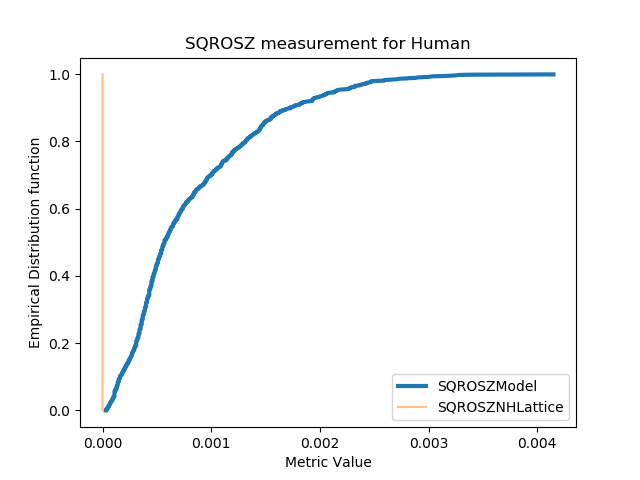 SQROSZ measurement for Human
Empirical Distribution function
1.0
0.8
0.6
0.4
0.2
0.0
SQROSZModel
SQROSZNHLattice
0.000 0.001 0.002 0.003 0.004
Metric Value